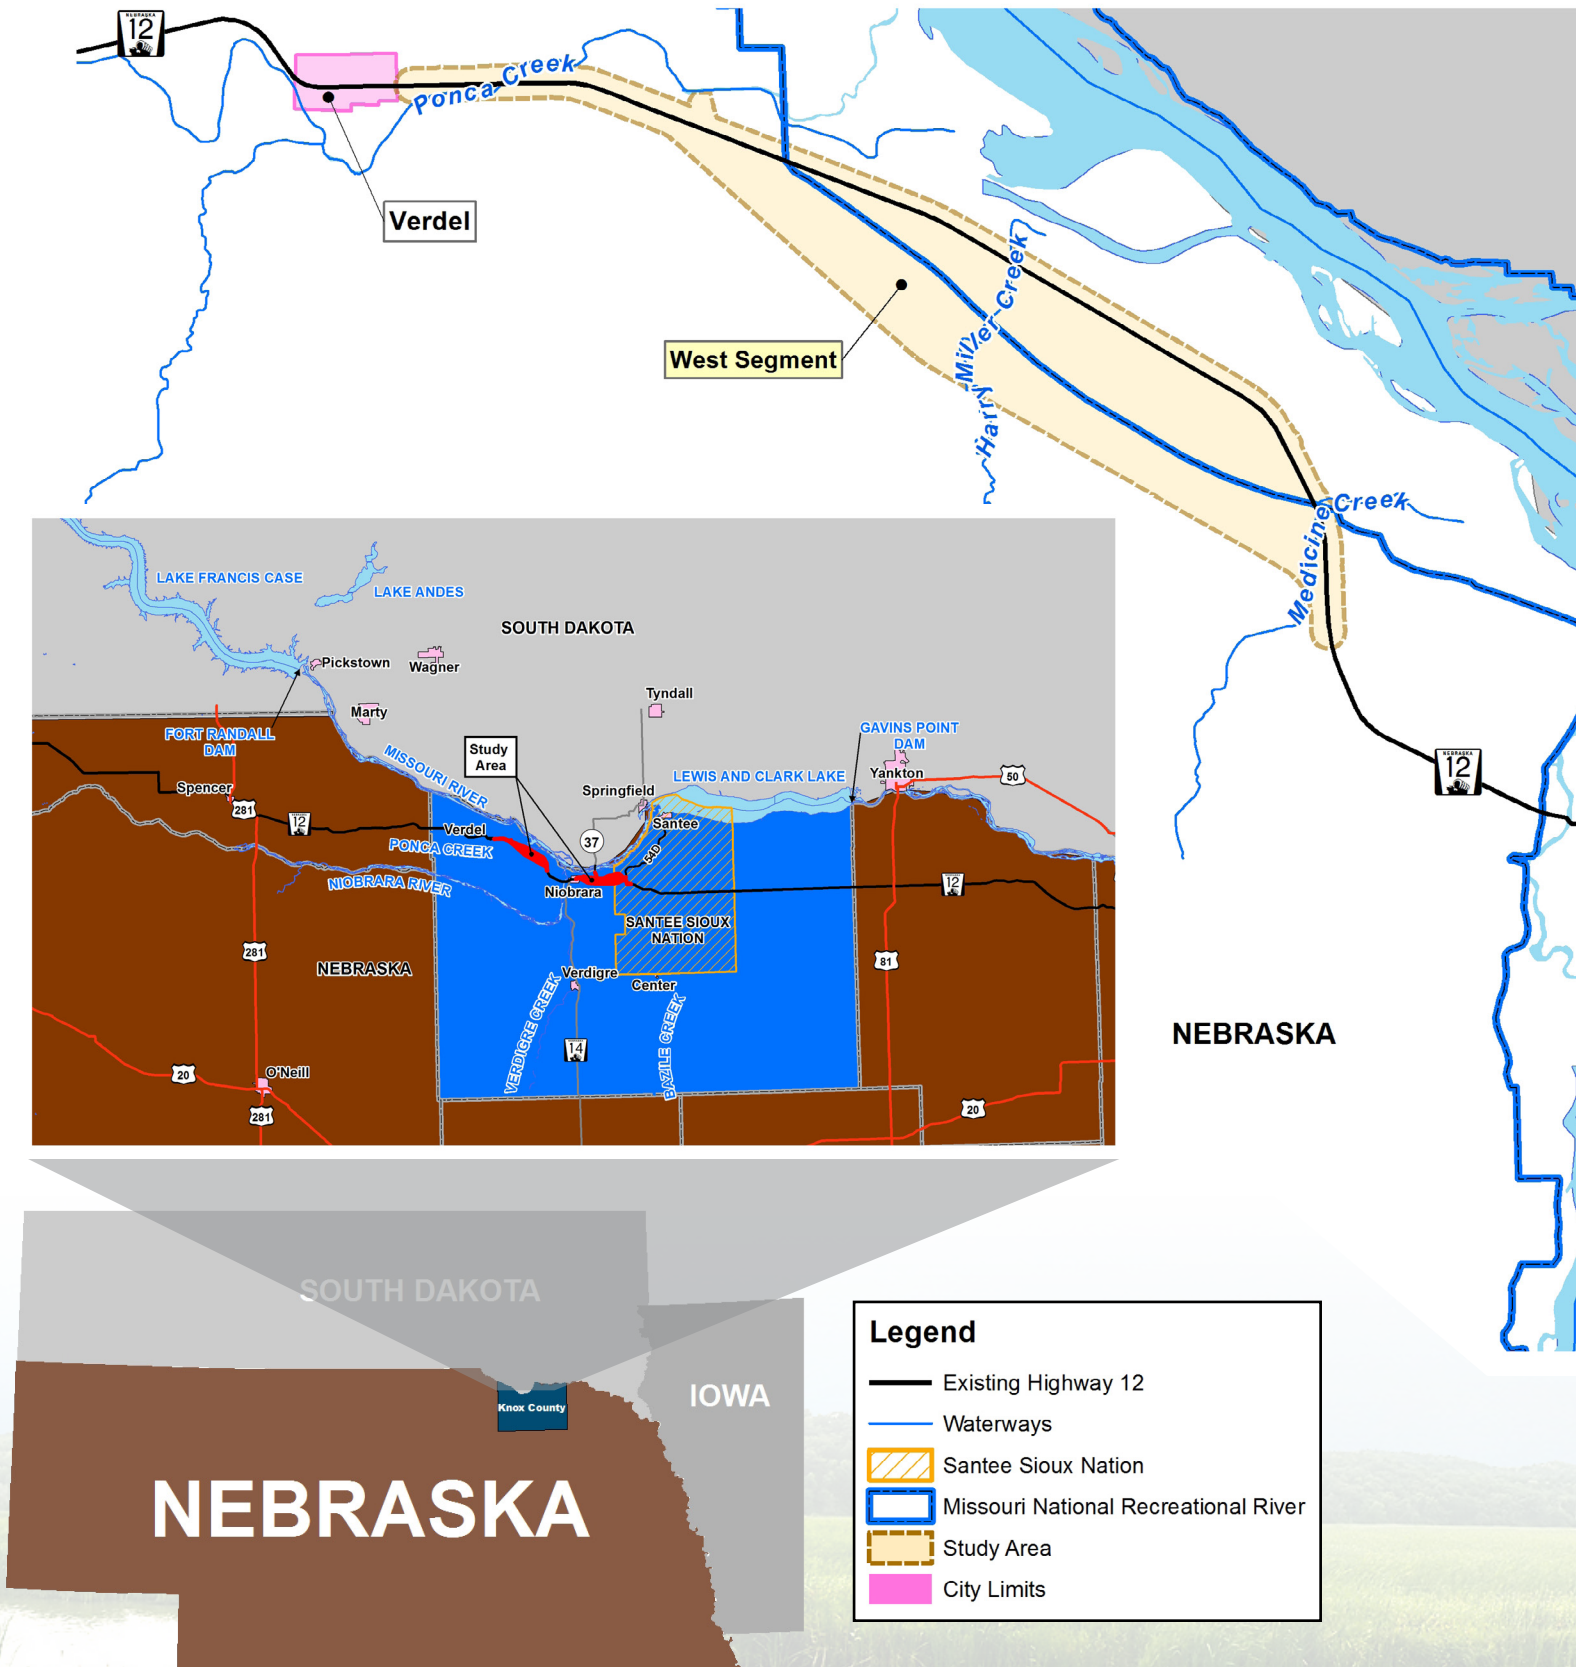 NEBRASKA
12
Ponca Creek
Verdel
West Segment
Harry Miller Creek
Medicine Creek
NEBRASKA
12
NEBRASKA
LAKE FRANCIS CASE
LAKE ANDES
SOUTH DAKOTA
Pickstown
Wagner
Marty
Tyndall
FORT RANDALL
DAM
MISSOURI RIVER
Study
Area
GAVINS POINT
DAM
LEWIS AND CLARK LAKE
Yankton
50
Spencer
281
12
Springfield
Santee
Verdel
37
54D
PONCA CREEK
NIOBRARA RIVER
Niobrara
12
SANTEE SIOUX
NATION
281
NEBRASKA
81
Verdigre
Center
VERDIGRE CREEK
BAZILE CREEK
14
20
O'Neill
281
20
SOUTH DAKOTA
IOWA
Knox County
NEBRASKA
Legend
Existing Highway 12
Waterways
Santee Sioux Nation
Missouri National Recreational River
Study Area
City Limits